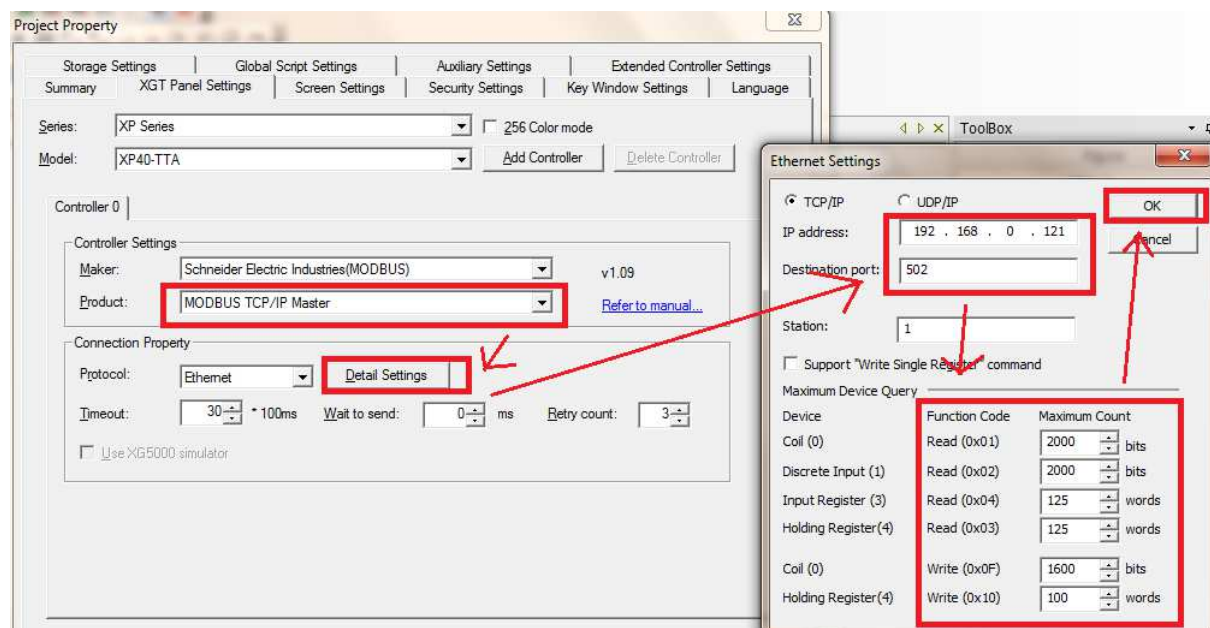 Project Property
Storage Settings Global Script Settings Auxiliary Settings Extended Controller Settings
Summary XGT Panel Settings Screen Settings Security Settings Key Window Settings Language
Series: XP Series 256 Color mode
Model: XP40-TTA Add Controller Delete Controller
Controller 0
Controller Settings
Maker: Schneider Electric Industries(MODBUS) v1.09
Product: MODBUS TCP/IP Master Refer to manual...
Connection Property
Protocol: Ethernet Detail Settings
Timeout: 30 * 100ms Wait to send: 0 ms Retry count: 3
Use XG5000 simulator
ToolBox
Ethernet Settings
TCP/IP UDP/IP OK
IP address: 192 . 168 . 0 . 121 Cancel
Destination port: 502
Station: 1
Support "Write Single Register" command
Maximum Device Query
Device Function Code Maximum Count
Coil (0) Read (0x01) 2000 bits
Discrete Input (1) Read (0x02) 2000 bits
Input Register (3) Read (0x04) 125 words
Holding Register(4) Read (0x03) 125 words
Coil (0) Write (0x0F) 1600 bits
Holding Register(4) Write (0x10) 100 words